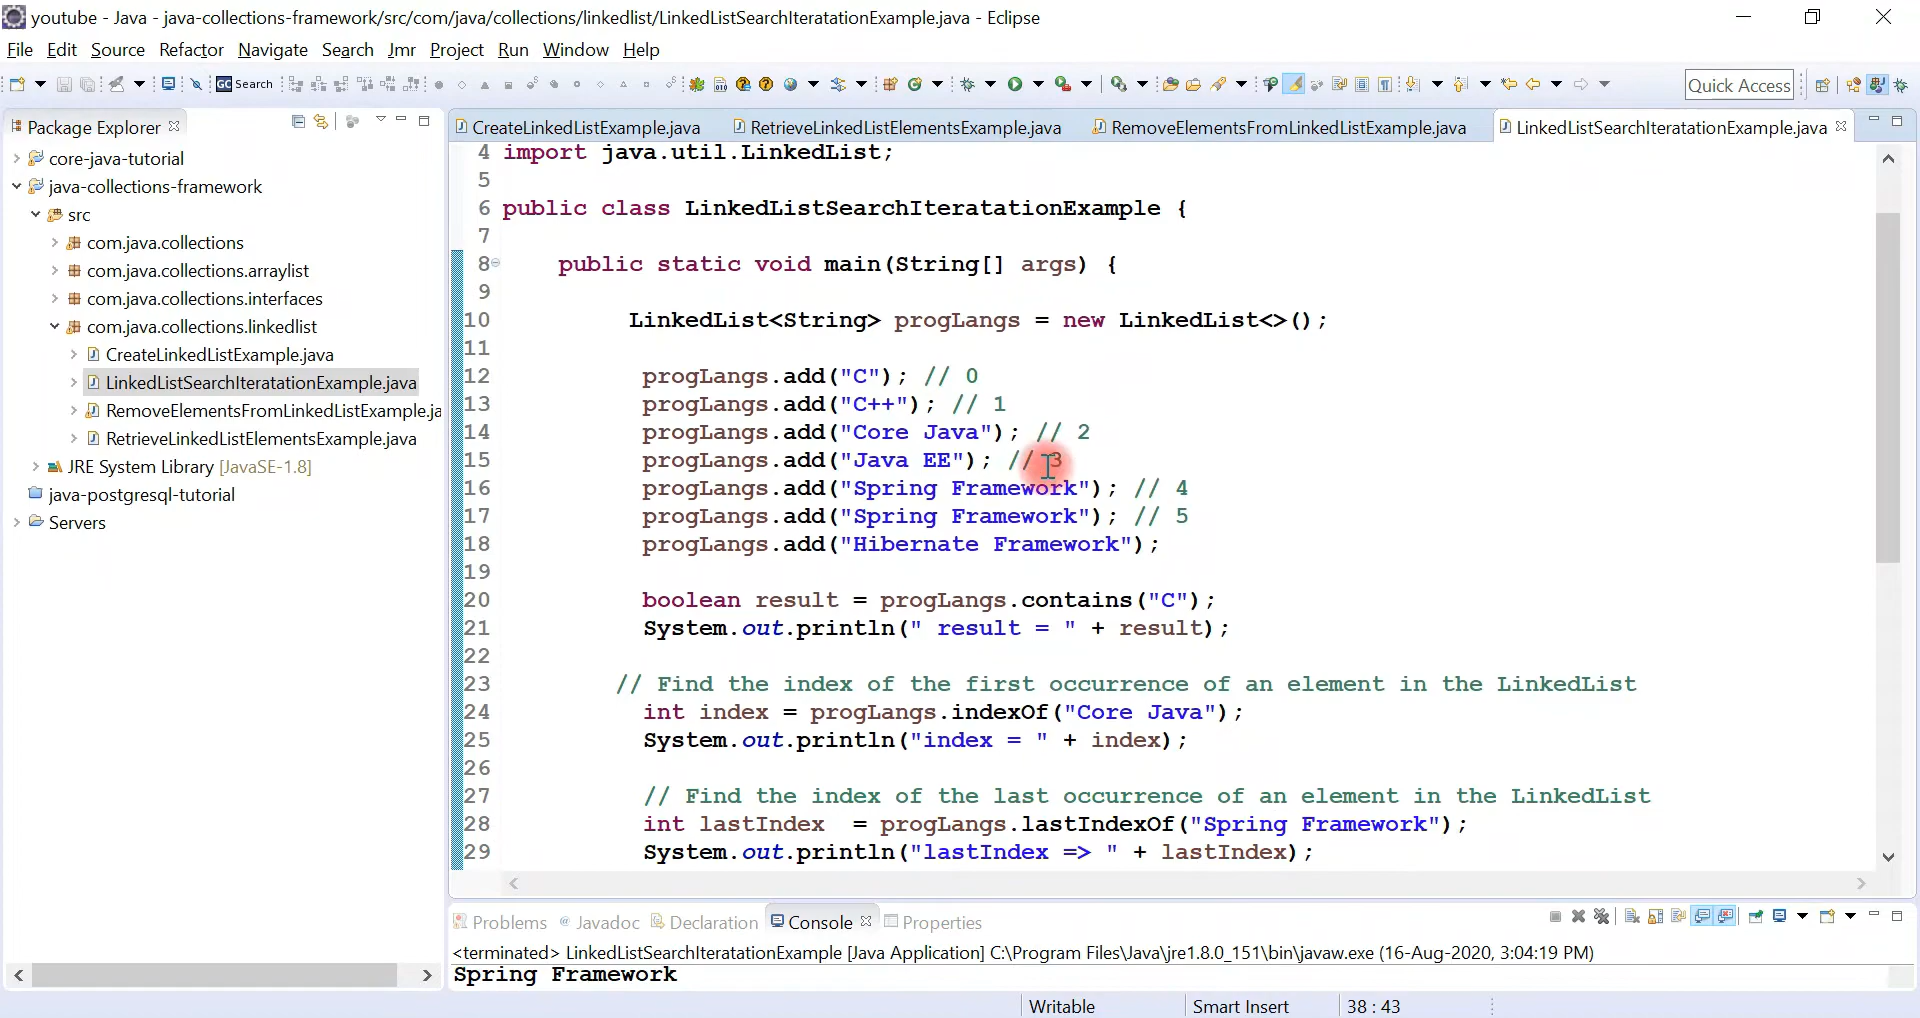 youtube - Java - java-collections-framework/src/com/java/collections/linkedlist/LinkedListSearchIteratationExample.java - Eclipse
File Edit Source Refactor Navigate Search Jmr Project Run Window Help
GC Search
Quick Access
Package Explorer
core-java-tutorial
java-collections-framework
src
com.java.collections
com.java.collections.arraylist
com.java.collections.interfaces
com.java.collections.linkedlist
CreateLinkedListExample.java
LinkedListSearchIteratationExample.java
RemoveElementsFromLinkedListExample.ja
RetrieveLinkedListElementsExample.java
JRE System Library [JavaSE-1.8]
java-postgresql-tutorial
Servers
CreateLinkedListExample.java RetrieveLinkedListElementsExample.java RemoveElementsFromLinkedListExample.java LinkedListSearchIteratationExample.java
4 import java.util.LinkedList;
5
6 public class LinkedListSearchIteratationExample {
7
8 public static void main(String[] args) {
9
10 LinkedList<String> progLangs = new LinkedList<>();
11
12 progLangs.add("C"); // 0
13 progLangs.add("C++"); // 1
14 progLangs.add("Core Java"); // 2
15 progLangs.add("Java EE"); // 3
16 progLangs.add("Spring Framework"); // 4
17 progLangs.add("Spring Framework"); // 5
18 progLangs.add("Hibernate Framework");
19
20 boolean result = progLangs.contains("C");
21 System.out.println(" result = " + result);
22
23 // Find the index of the first occurrence of an element in the LinkedList
24 int index = progLangs.indexOf("Core Java");
25 System.out.println("index = " + index);
26
27 // Find the index of the last occurrence of an element in the LinkedList
28 int lastIndex = progLangs.lastIndexOf("Spring Framework");
29 System.out.println("lastIndex => " + lastIndex);
Problems Javadoc Declaration Console Properties
<terminated> LinkedListSearchIteratationExample [Java Application] C:\Program Files\Java\jre1.8.0_151\bin\javaw.exe (16-Aug-2020, 3:04:19 PM)
Spring Framework
Writable Smart Insert 38 : 43